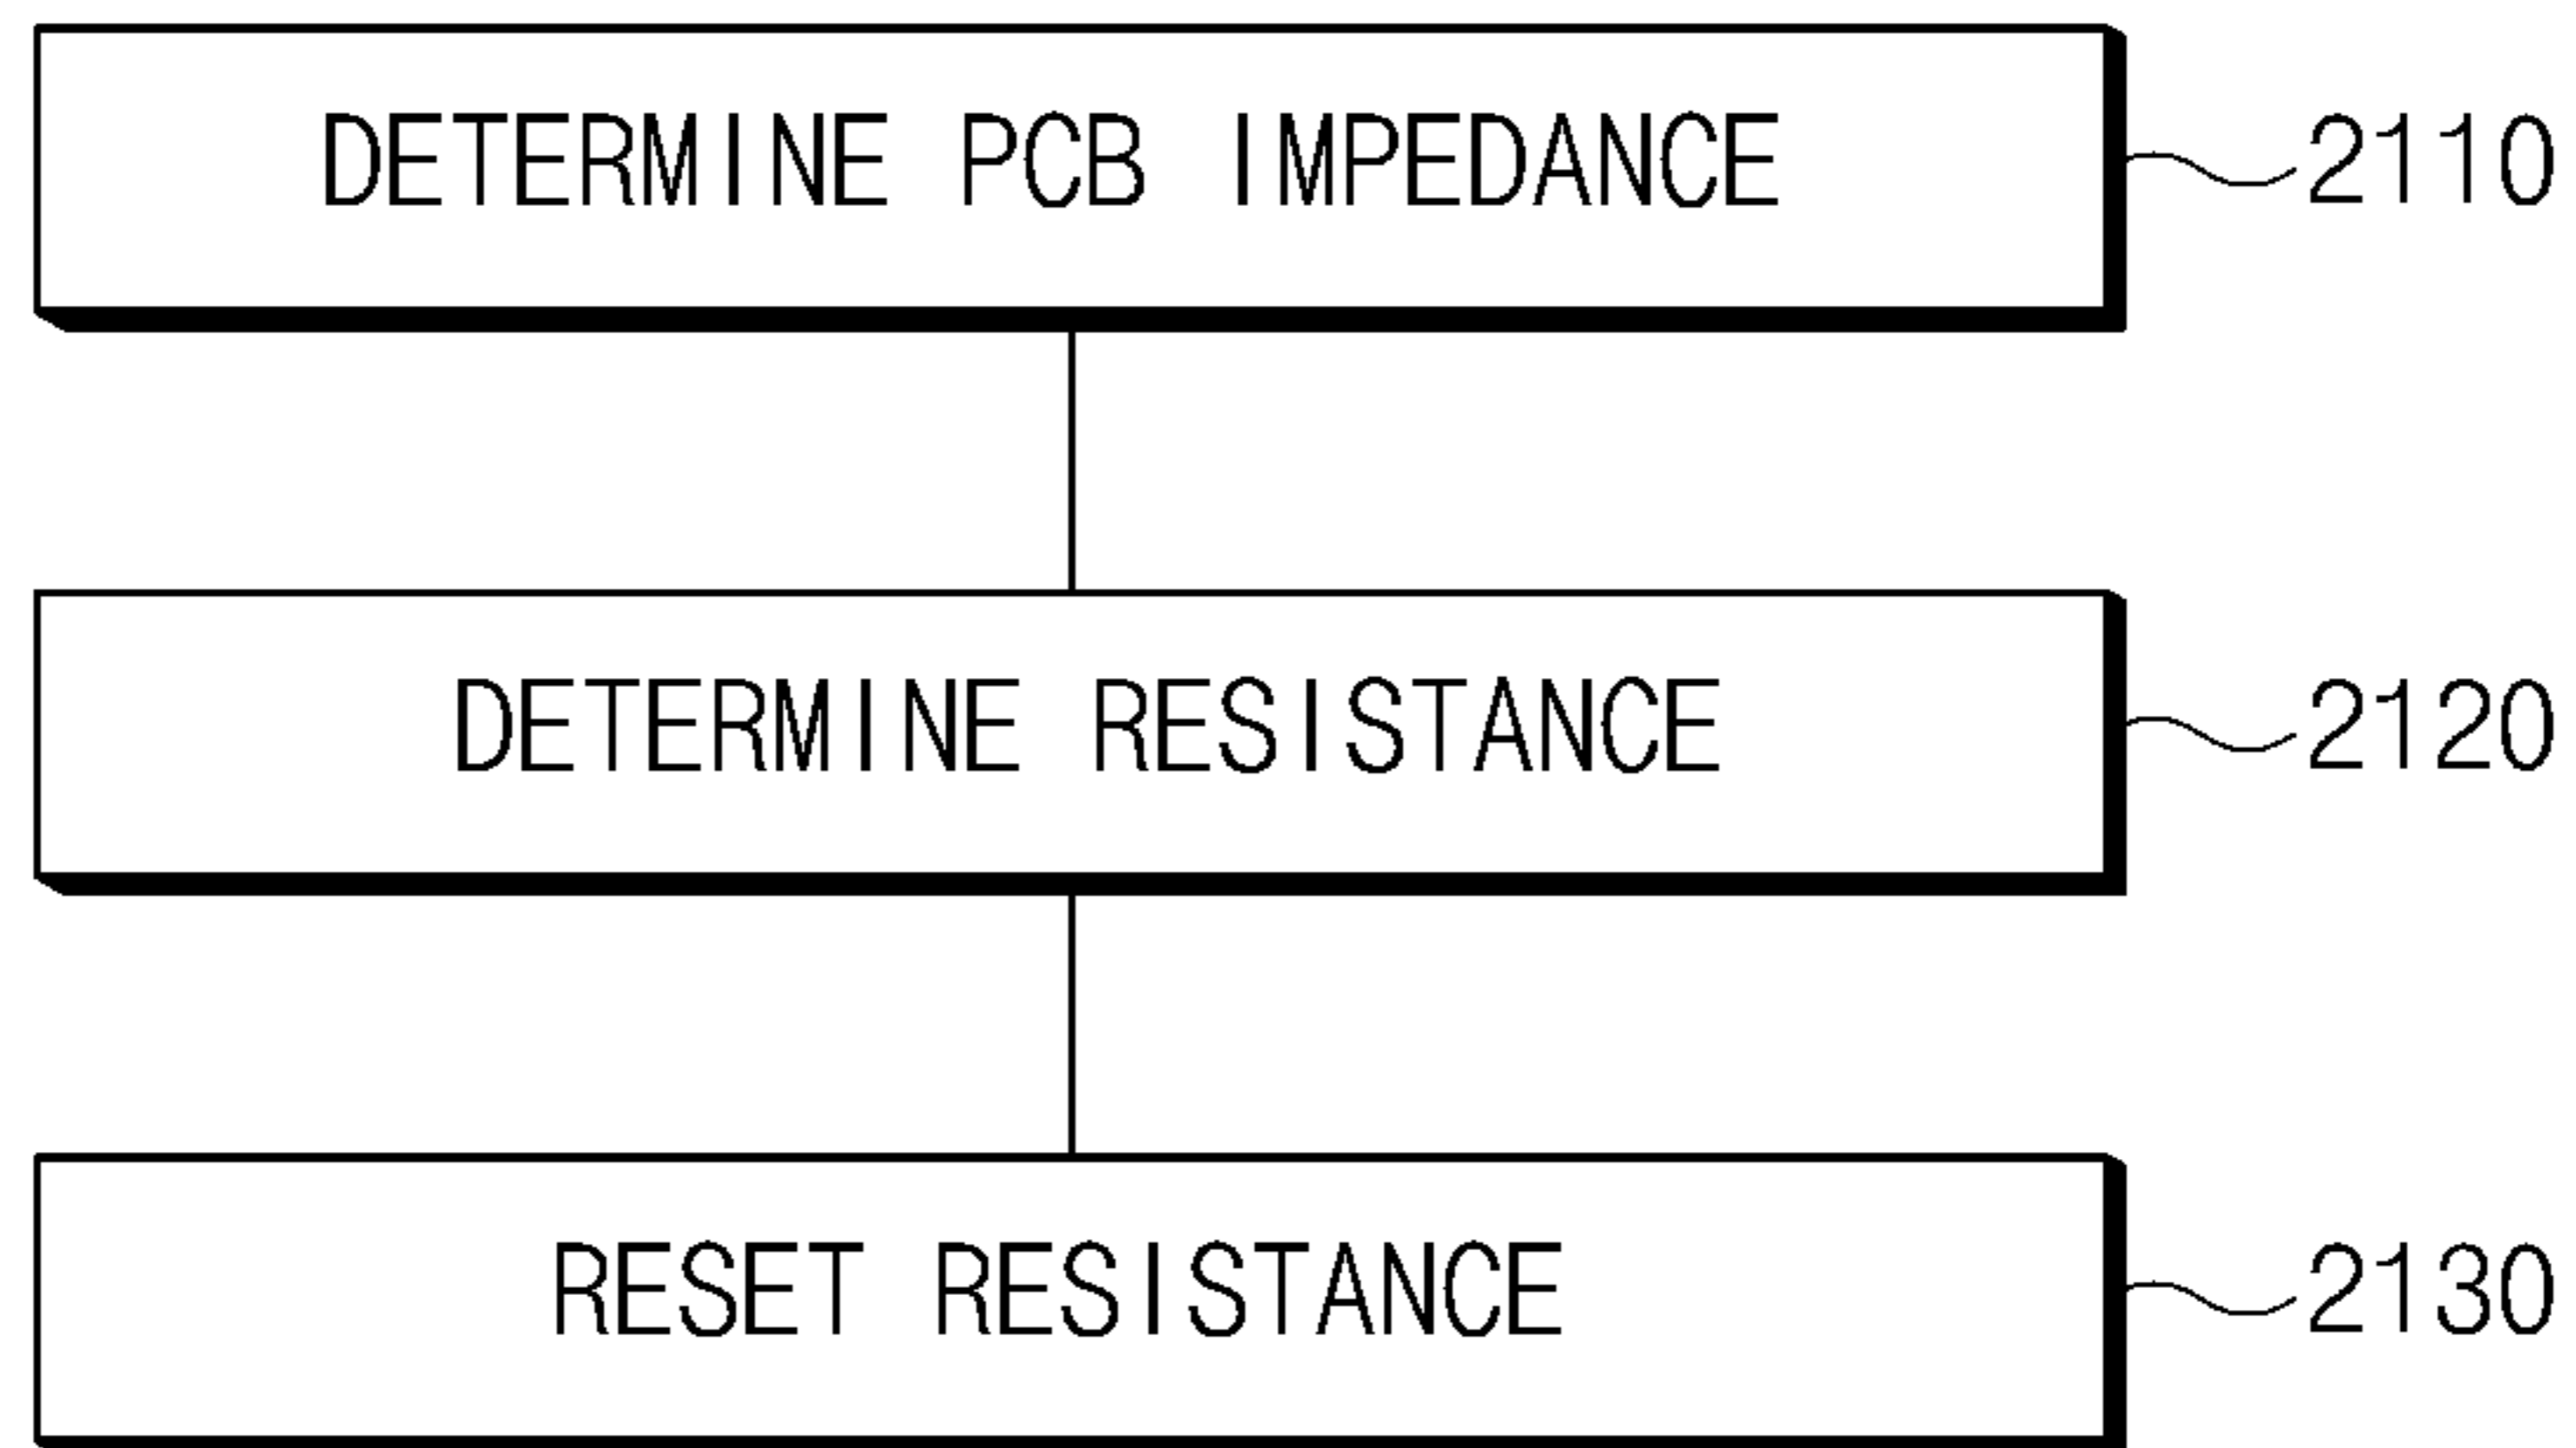 DETERMINE PCB IMPEDANCE 2110
DETERMINE RESISTANCE 2120
RESET RESISTANCE 2130